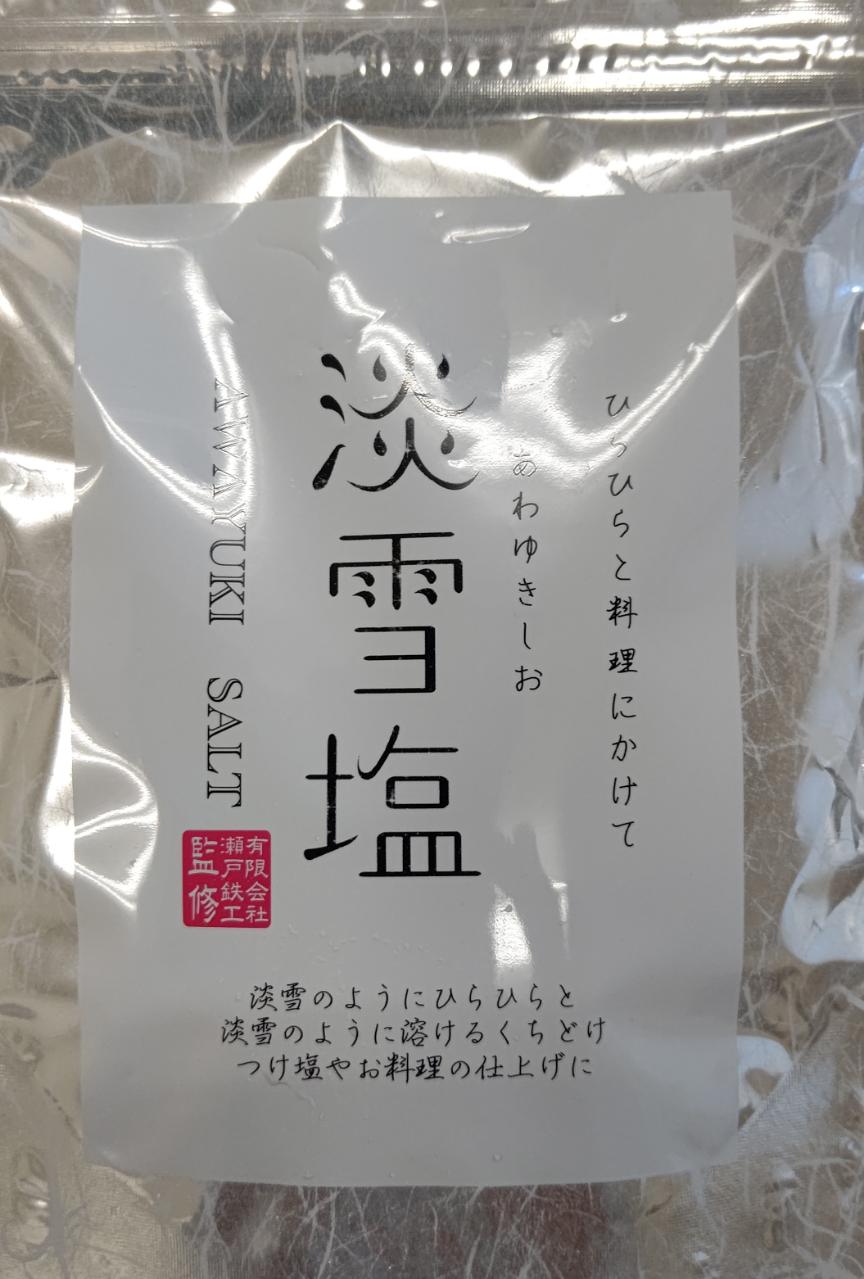 ひらひらと料理にかけて
あわゆきしお
淡雪塩
AWAYUKI SALT
有限会社
瀬戸鉄工
監修
淡雪のようにひらひらと
淡雪のように溶けるくちどけ
つけ塩やお料理の仕上げに